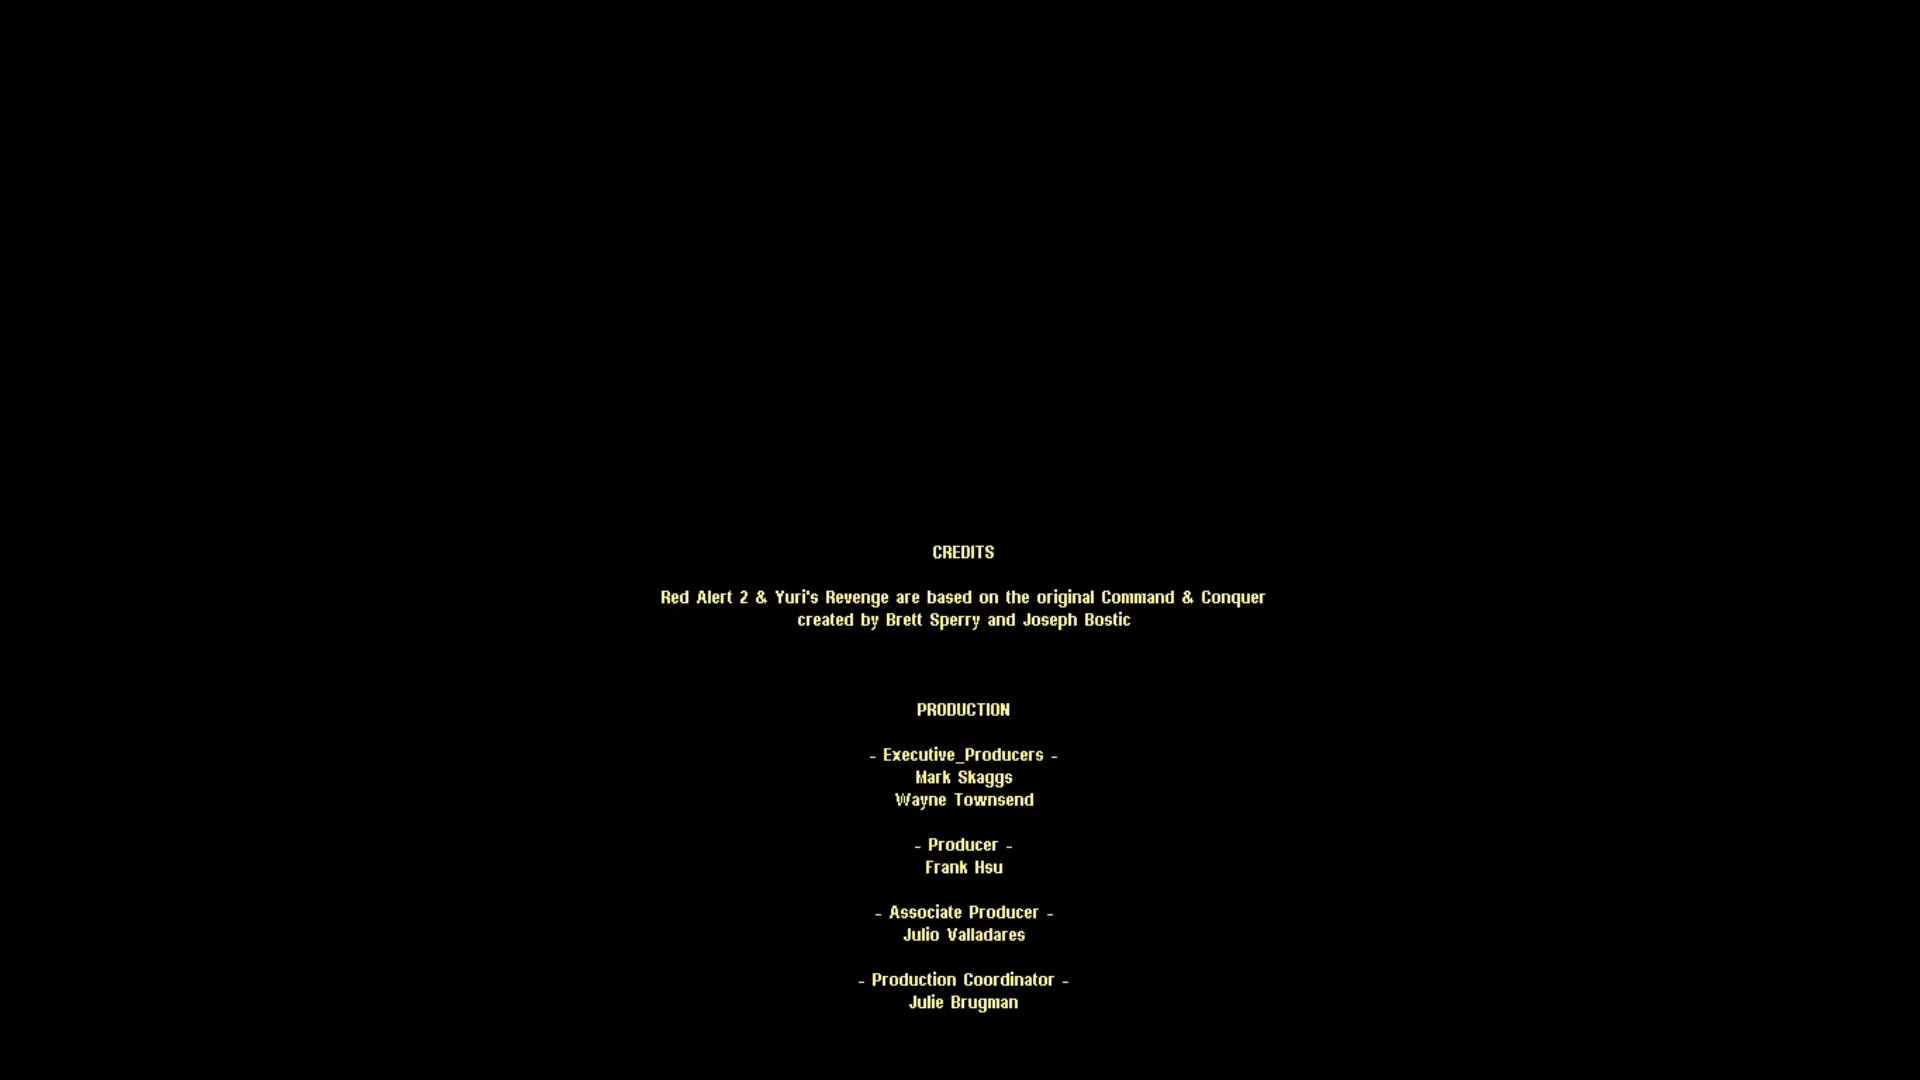 CREDITS
Red Alert 2 & Yuri's Revenge are based on the original Command & Conquer
created by Brett Sperry and Joseph Bostic
PRODUCTION
- Executive_Producers -
Mark Skaggs
Wayne Townsend
- Producer -
Frank Hsu
- Associate Producer -
Julio Valladares
- Production Coordinator -
Julie Brugman